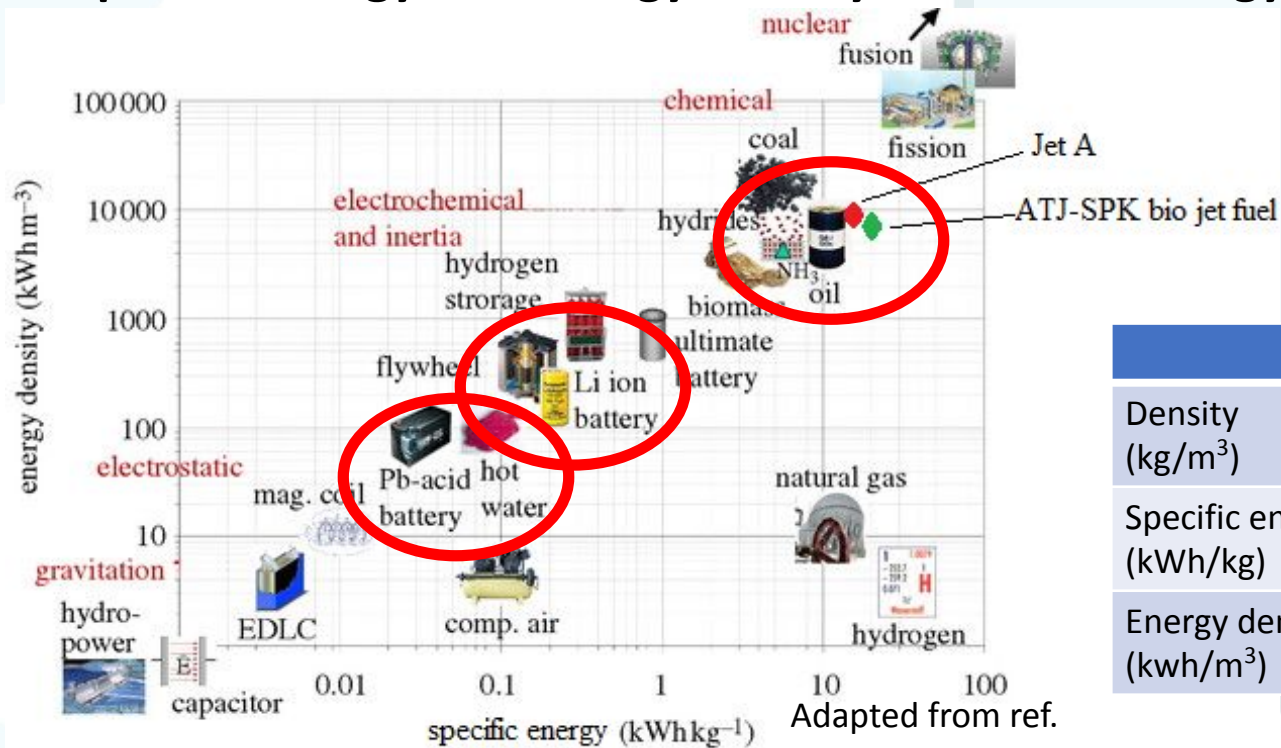 nuclear
fusion
100 000
chemical
coal
fission
Jet A
electrochemical
and inertia
10 000
hydrides
ATJ-SPK bio jet fuel
hydrogen
strorage
NH3
oil
biomass
1000
flywheel
ultimate
battery
Li ion
battery
energy density (kWh m−3)
100
electrostatic
Pb-acid
battery
hot
water
mag. coil
natural gas
10
gravitation
hydro-
power
EDLC
comp. air
hydrogen
E
H
capacitor
0.01
0.1
1
10
100
specific energy (kWh kg−1)
Adapted from ref.
Density
(kg/m3)
Specific en
(kWh/kg)
Energy den
(kwh/m3)